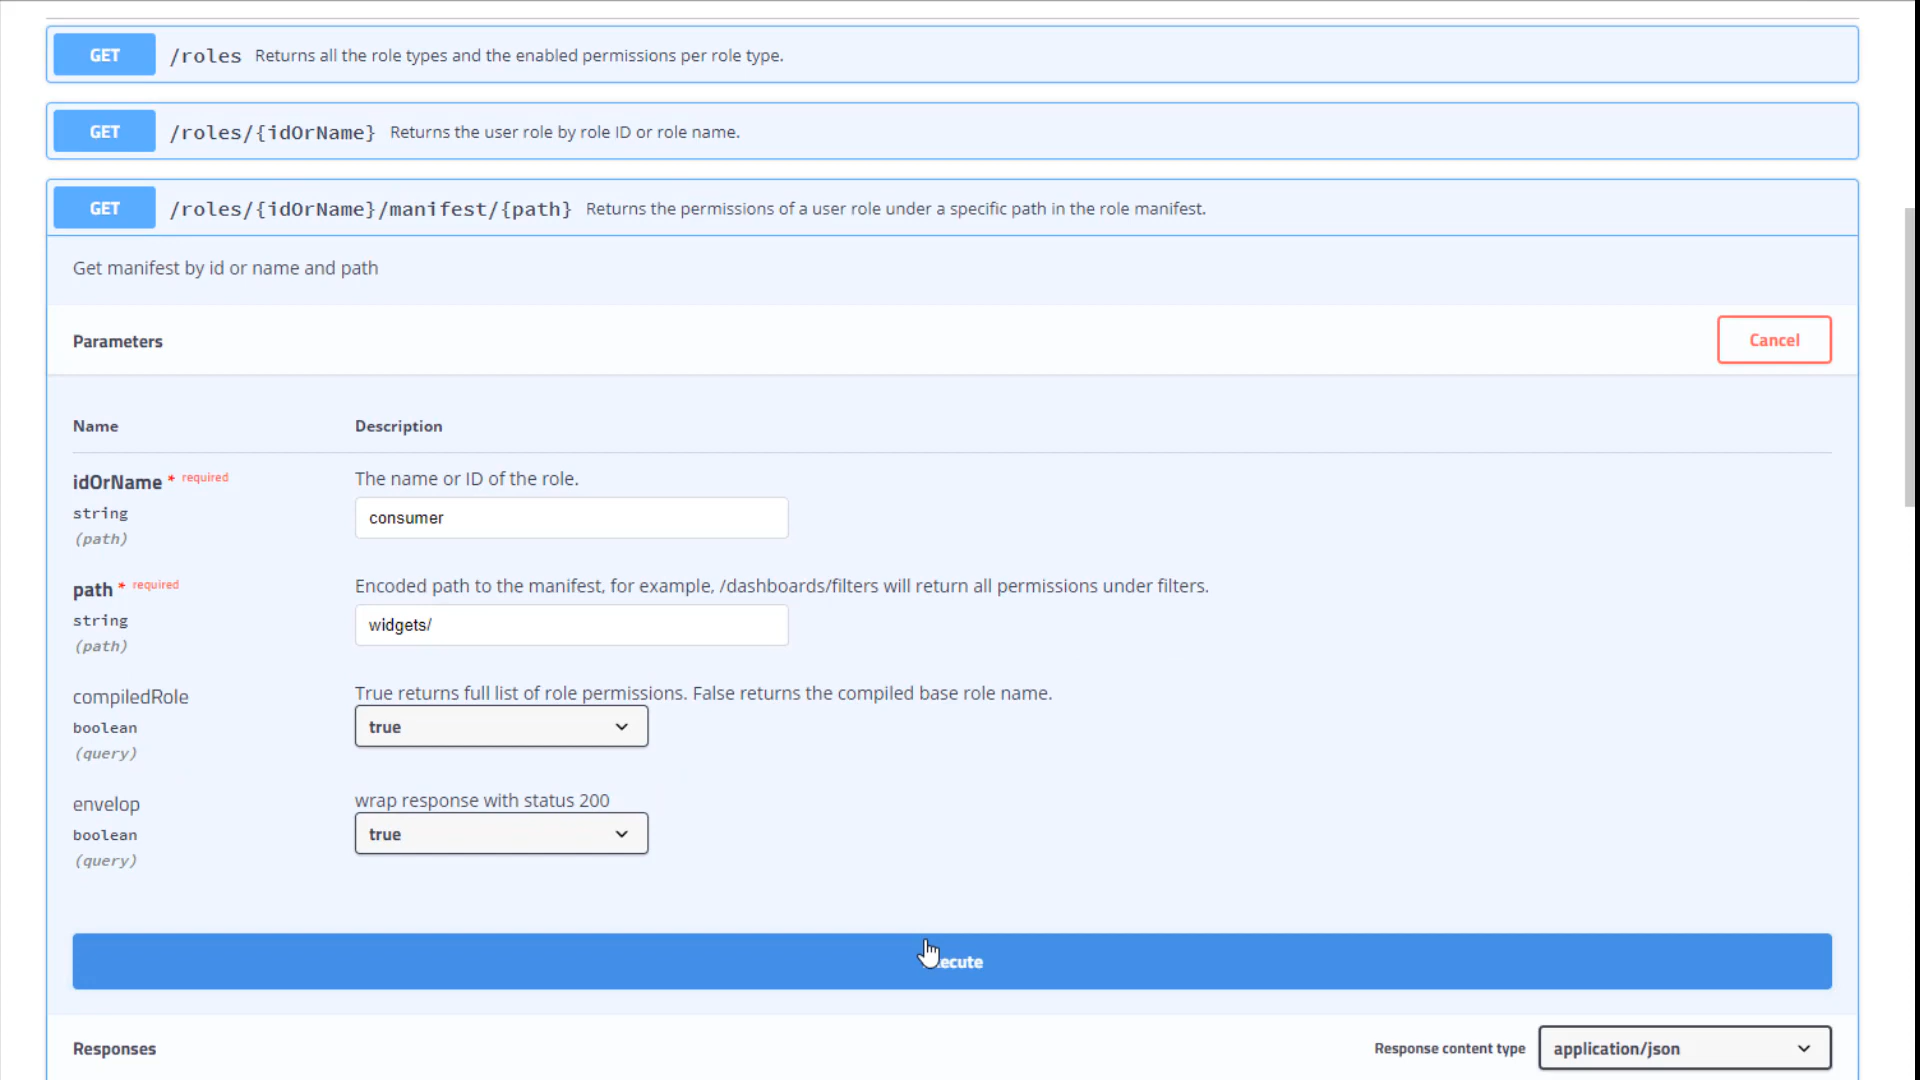 GET /roles Returns all the role types and the enabled permissions per role type.
GET /roles/{idOrName} Returns the user role by role ID or role name.
GET /roles/{idOrName}/manifest/{path} Returns the permissions of a user role under a specific path in the role manifest.
Get manifest by id or name and path
Parameters Cancel
Name Description
idOrName * required The name or ID of the role.
string consumer
(path)
path * required Encoded path to the manifest, for example, /dashboards/filters will return all permissions under filters.
string widgets/
(path)
compiledRole True returns full list of role permissions. False returns the compiled base role name.
boolean true
(query)
envelop wrap response with status 200
boolean true
(query)
ecute
Responses Response content type application/json